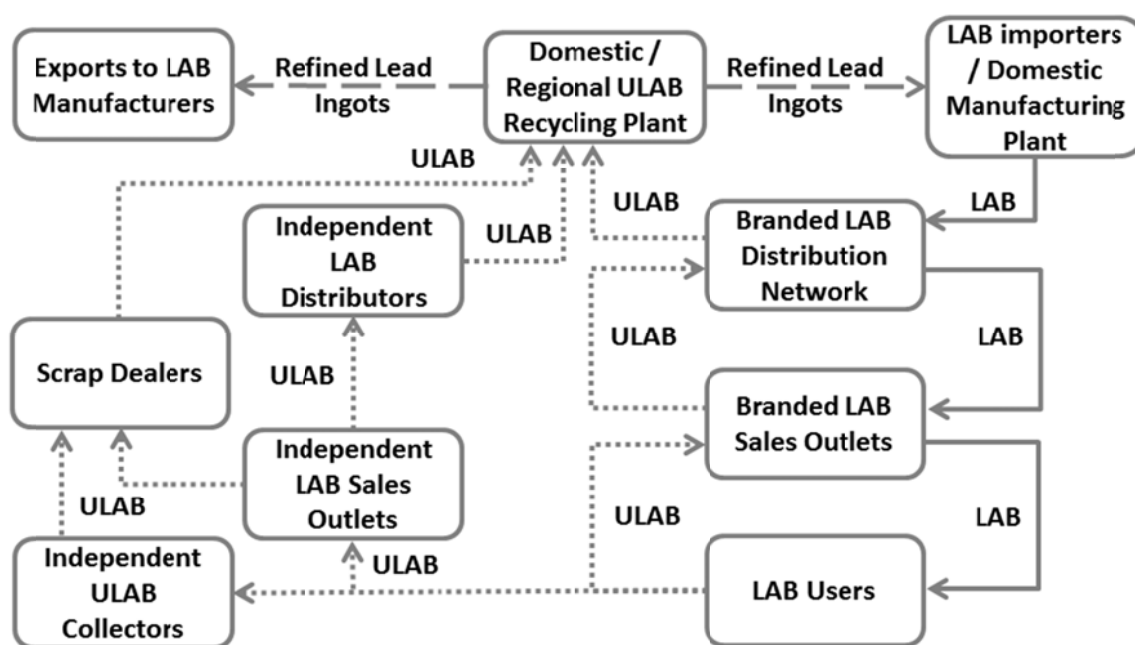 Exports to LAB
Manufacturers
Refined Lead
Ingots
Domestic /
Regional ULAB
Recycling Plant
Refined Lead
Ingots
LAB importers
/ Domestic
Manufacturing
Plant
ULAB
Independent
LAB
Distributors
ULAB
ULAB
Branded LAB
Distribution
Network
LAB
Scrap Dealers
ULAB
ULAB
LAB
Branded LAB
Sales Outlets
Independent
LAB Sales
Outlets
ULAB
ULAB
LAB
Independent
ULAB
Collectors
ULAB
LAB Users